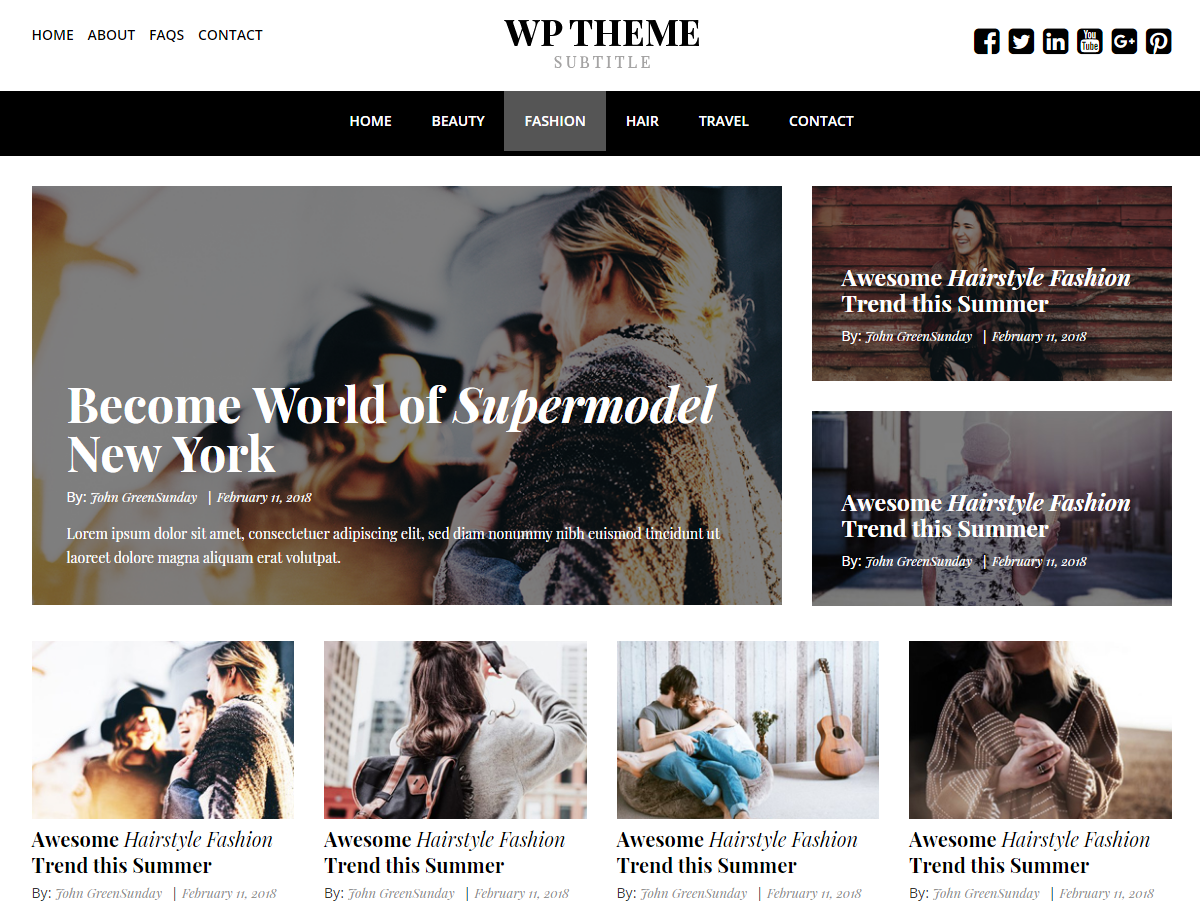 HOME ABOUT FAQS CONTACT
WP THEME
SUBTITLE
You
Tube
G+
HOME BEAUTY FASHION HAIR TRAVEL CONTACT
Become World of Supermodel
New York
By: John GreenSunday | February 11, 2018
Lorem ipsum dolor sit amet, consectetuer adipiscing elit, sed diam nonummy nibh euismod tincidunt ut
laoreet dolore magna aliquam erat volutpat.
Awesome Hairstyle Fashion
Trend this Summer
By: John GreenSunday | February 11, 2018
Awesome Hairstyle Fashion
Trend this Summer
By: John GreenSunday | February 11, 2018
Awesome Hairstyle Fashion
Trend this Summer
By: John GreenSunday | February 11, 2018
Awesome Hairstyle Fashion
Trend this Summer
By: John GreenSunday | February 11, 2018
Awesome Hairstyle Fashion
Trend this Summer
By: John GreenSunday | February 11, 2018
Awesome Hairstyle Fashion
Trend this Summer
By: John GreenSunday | February 11, 2018